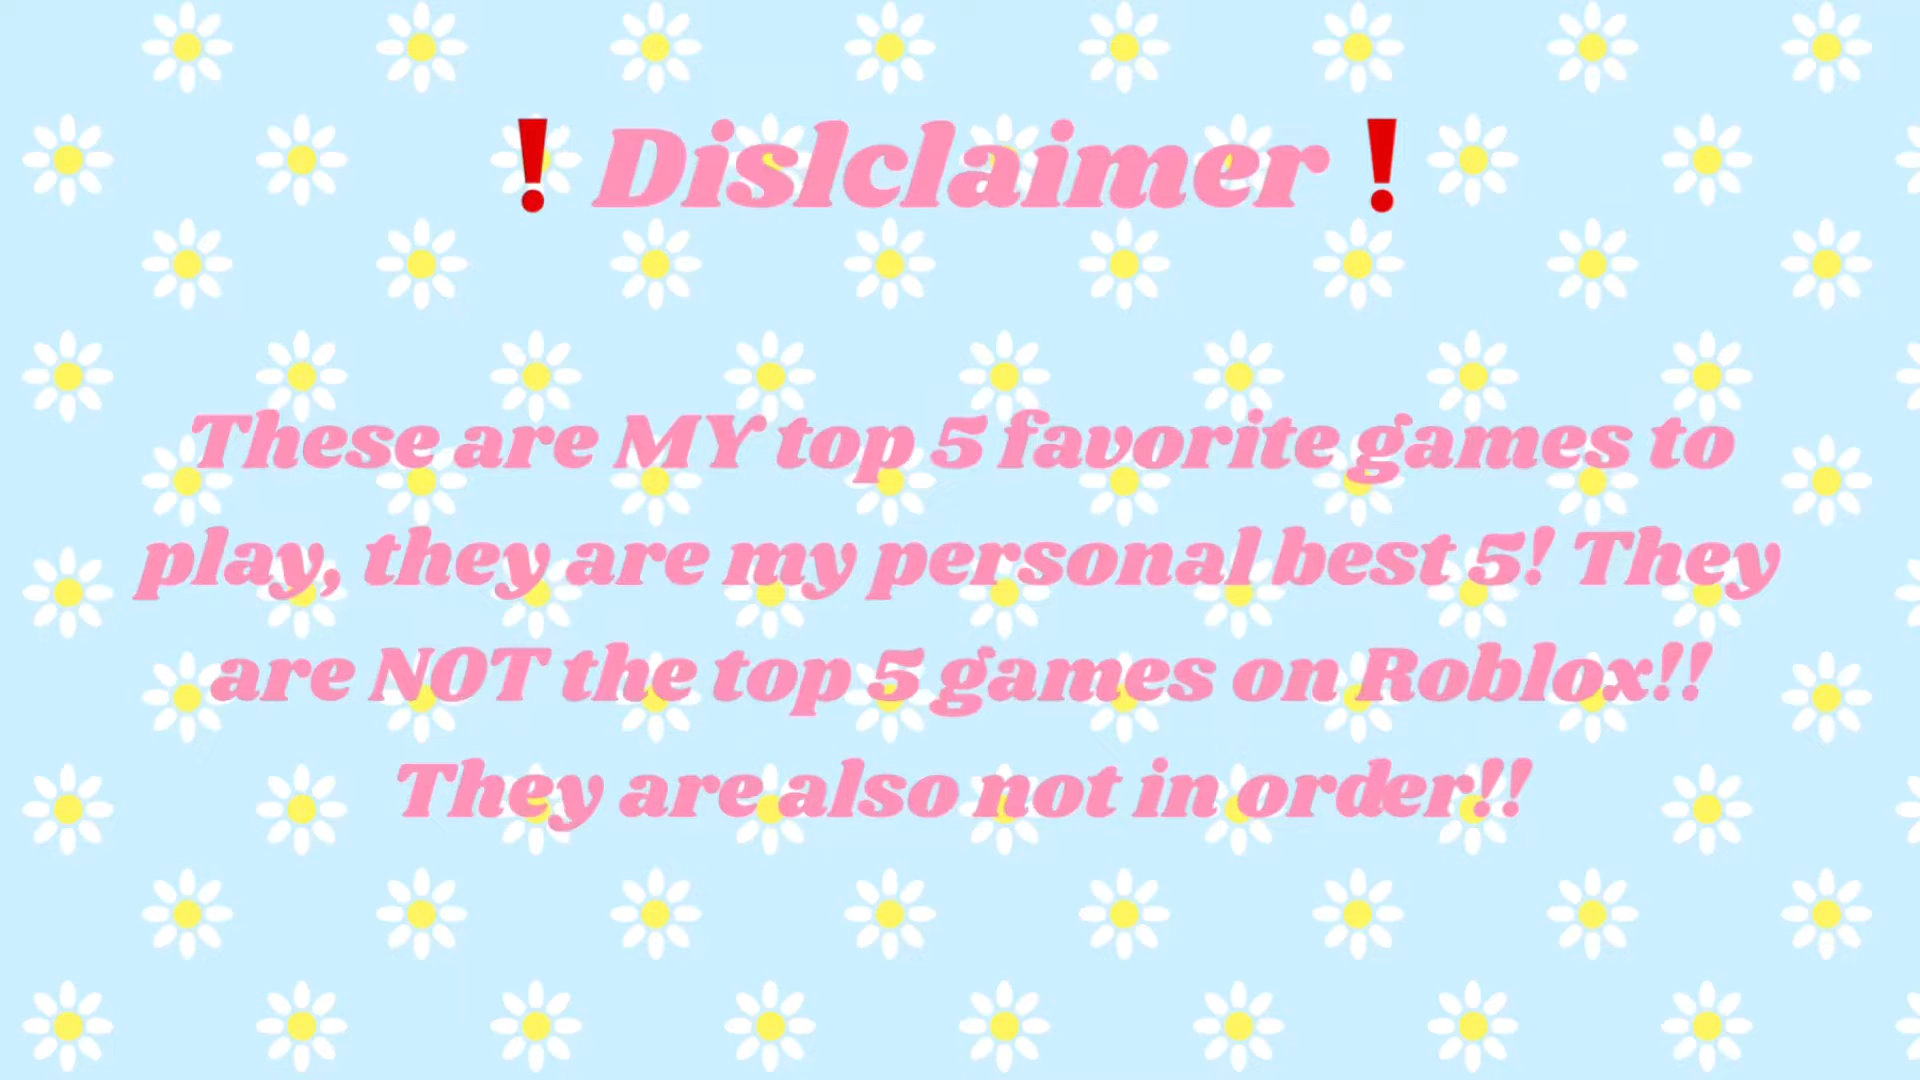 ❗Dislclaimer❗
These are MY top 5 favorite games to
play, they are my personal best 5! They
are NOT the top 5 games on Roblox!!
They are also not in order!!